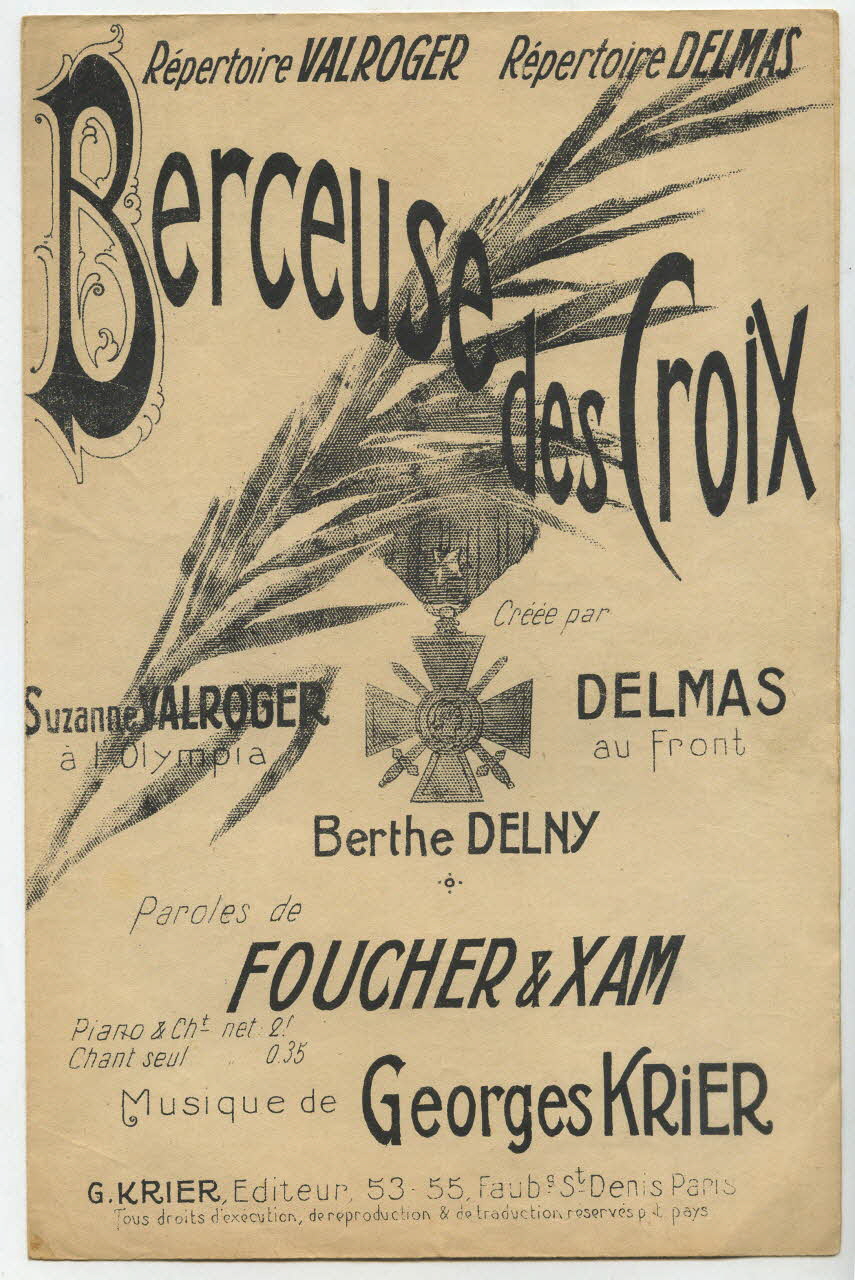 Répertoire VALROGER Répertoire DELMAS
Berceuse
des Croix
Créée par
Suzanne VALROGER
à l'Olympia
DELMAS
au Front
Berthe DELNY
Paroles de
FOUCHER & XAM
Piano & Cht net: 2f
Chant seul " 0.35
Musique de Georges KRIER
G. KRIER, Editeur, 53-55, Faubg St Denis Paris
Tous droits d'exécution, de reproduction & de traduction reservés p t pays